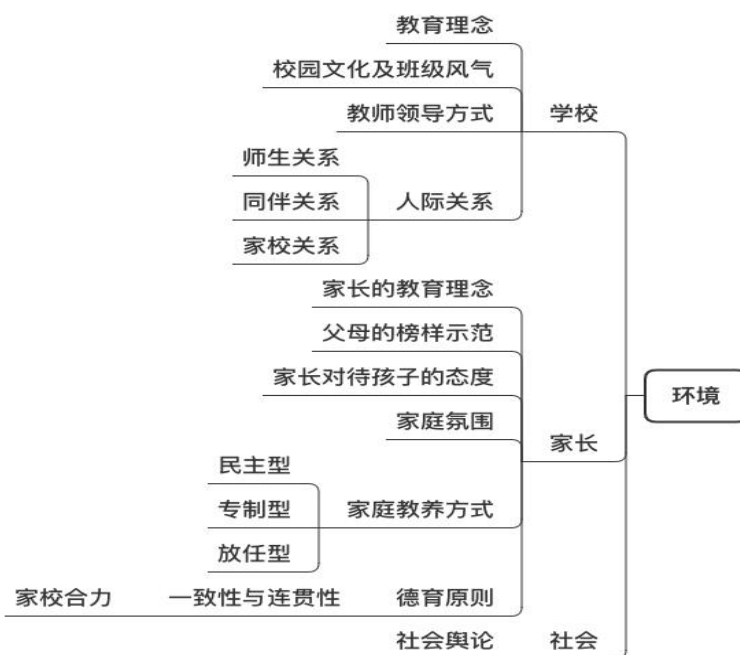 教育理念
校园文化及班级风气
教师领导方式
学校
师生关系
同伴关系
人际关系
家校关系
家长的教育理念
父母的榜样示范
家长对待孩子的态度
环境
家庭氛围
家长
民主型
专制型
家庭教养方式
放任型
家校合力
一致性与连贯性
德育原则
社会舆论
社会